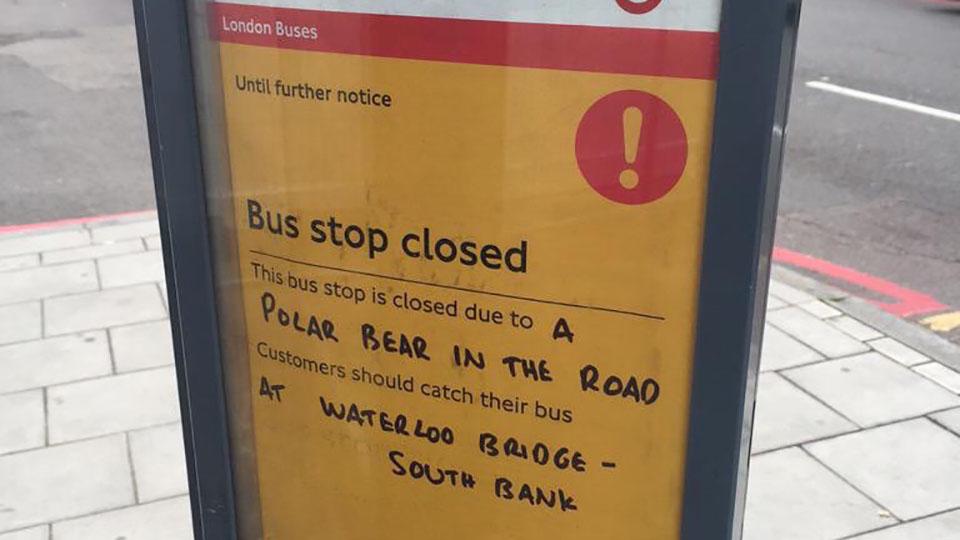 London Buses
Until further notice
!
Bus stop closed
This bus stop is closed due to A
POLAR BEAR IN THE ROAD
Customers should catch their bus
AT WATERLOO BRIDGE -
SOUTH BANK